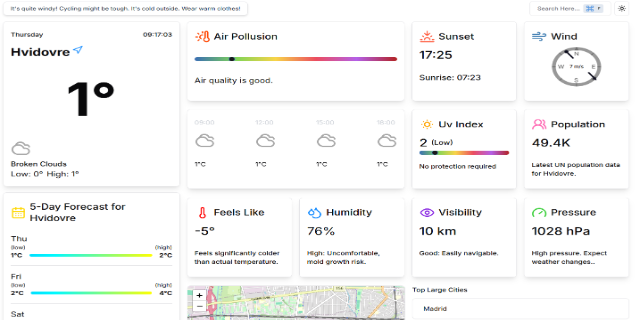 It's quite windy! Cycling might be tough. It's cold outside. Wear warm clothes!
Search Here...
Thursday
09:17:03
Hvidovre
1°
Broken Clouds
Low: 0° High: 1°
5-Day Forecast for
Hvidovre
Thu
(low)
(high)
1°C
2°C
Fri
(low)
(high)
2°C
4°C
Sat
Air Pollusion
Air quality is good.
09:00
12:00
15:00
18:00
1°C
1°C
1°C
1°C
Feels Like
-5°
Feels significantly colder
than actual temperature.
Humidity
76%
High: Uncomfortable,
mold growth risk.
+
−
Sunset
17:25
Sunrise: 07:23
Wind
N
W
7 m/s
E
S
Uv Index
2 (Low)
No protection required
Population
49.4K
Latest UN population data
for Hvidovre.
Visibility
10 km
Good: Easily navigable.
Pressure
1028 hPa
High pressure. Expect
weather changes...
Top Large Cities
Madrid